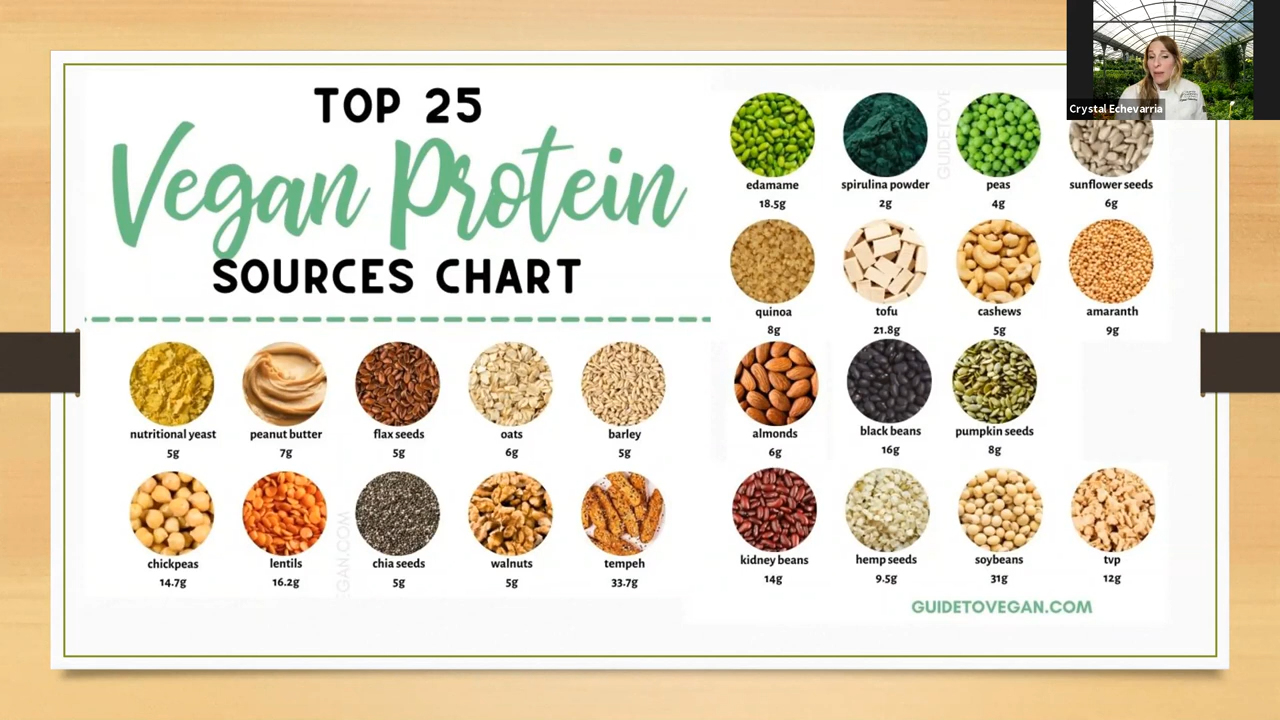 TOP 25
Vegan Protein
SOURCES CHART
nutritional yeast peanut butter flax seeds oats barley
5g 7g 5g 6g 5g
chickpeas lentils chia seeds walnuts tempeh
14.7g 16.2g 5g 5g 33.7g
Crystal Echevarria
edamame spirulina powder peas sunflower seeds
18.5g 2g 4g 6g
quinoa tofu cashews amaranth
8g 21.8g 5g 9g
almonds black beans pumpkin seeds
6g 16g 8g
kidney beans hemp seeds soybeans tvp
14g 9.5g 31g 12g
GUIDETOVEGAN.COM
GUIDETOVE
EGAN.COM